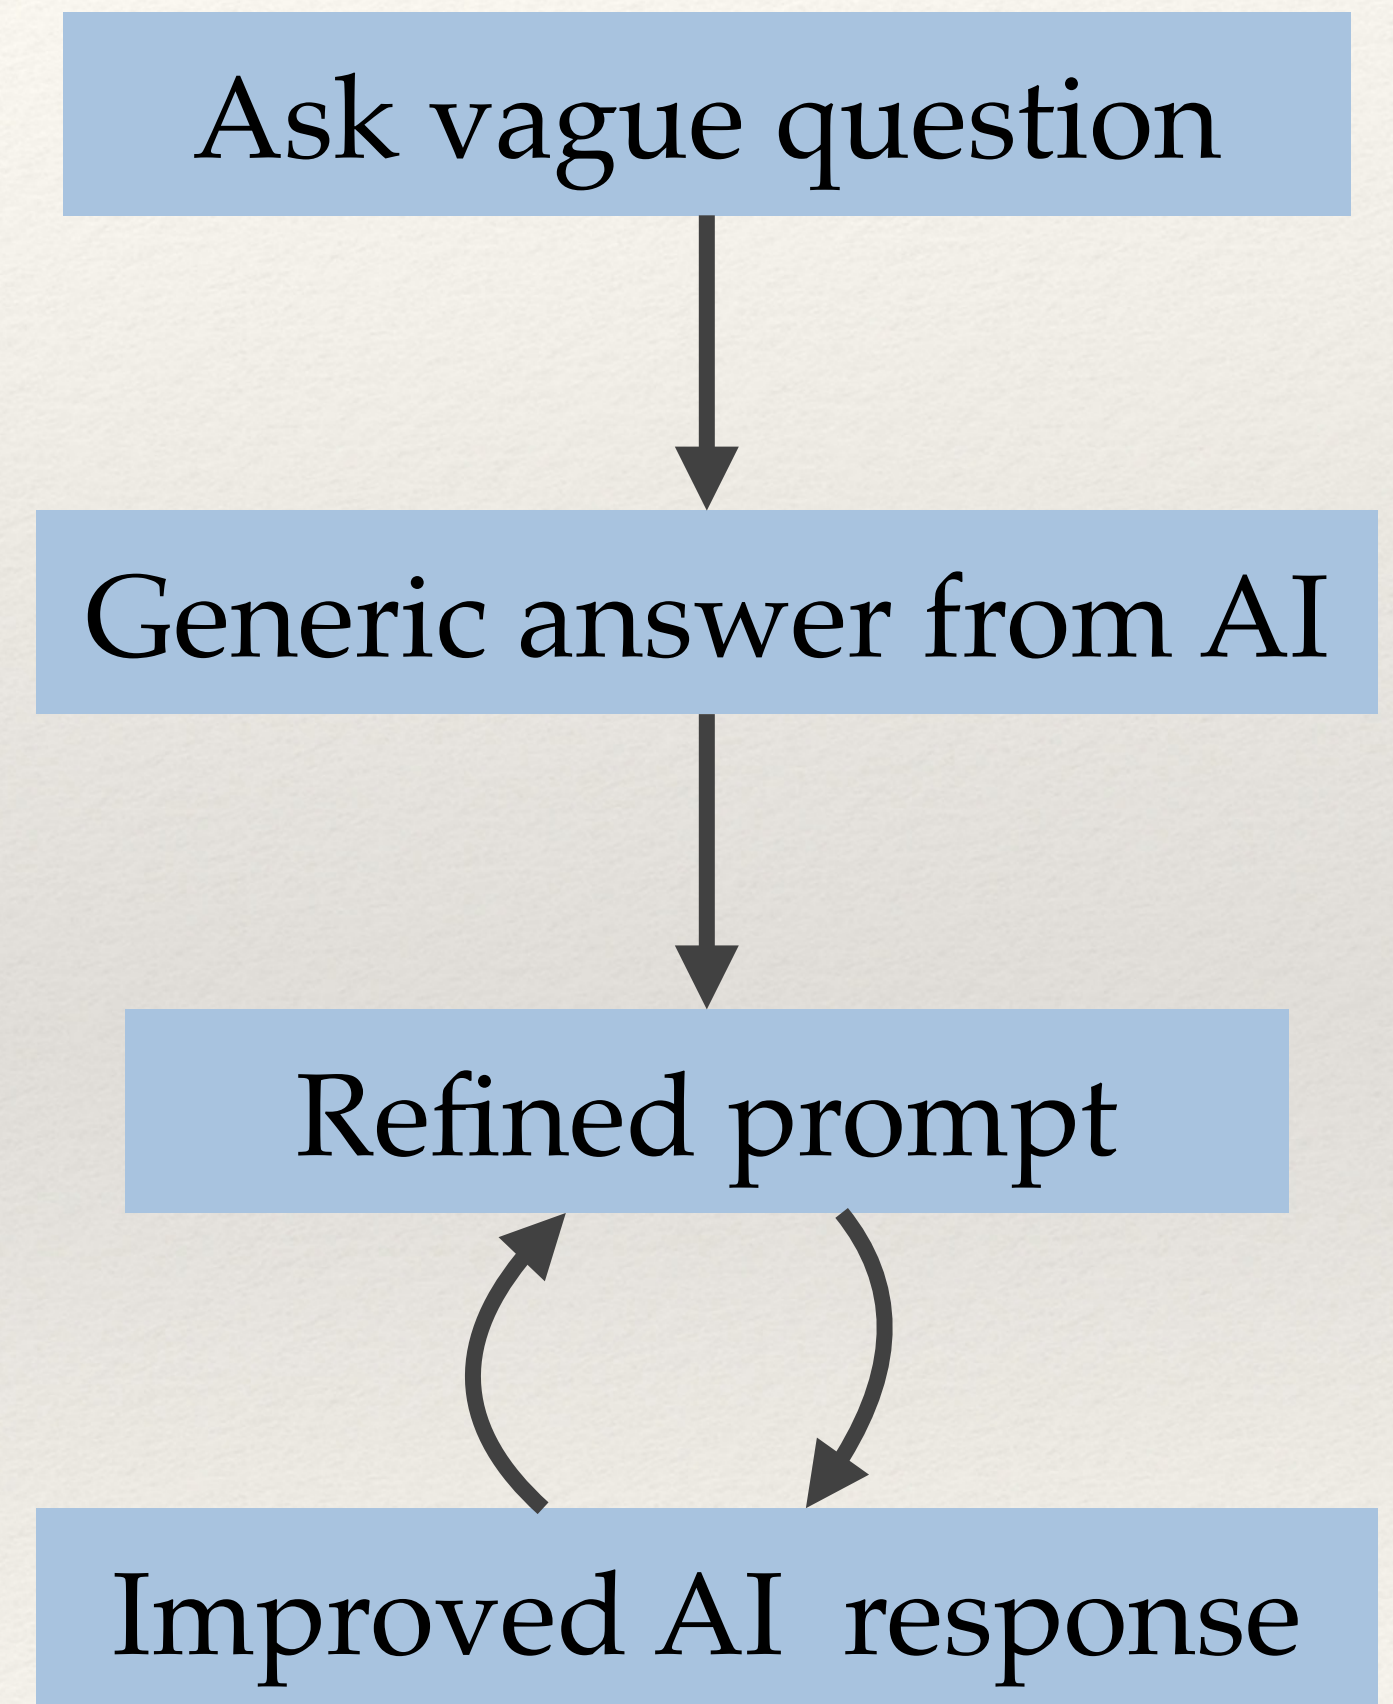 Ask vague question
Generic answer from AI
Refined prompt
Improved AI response